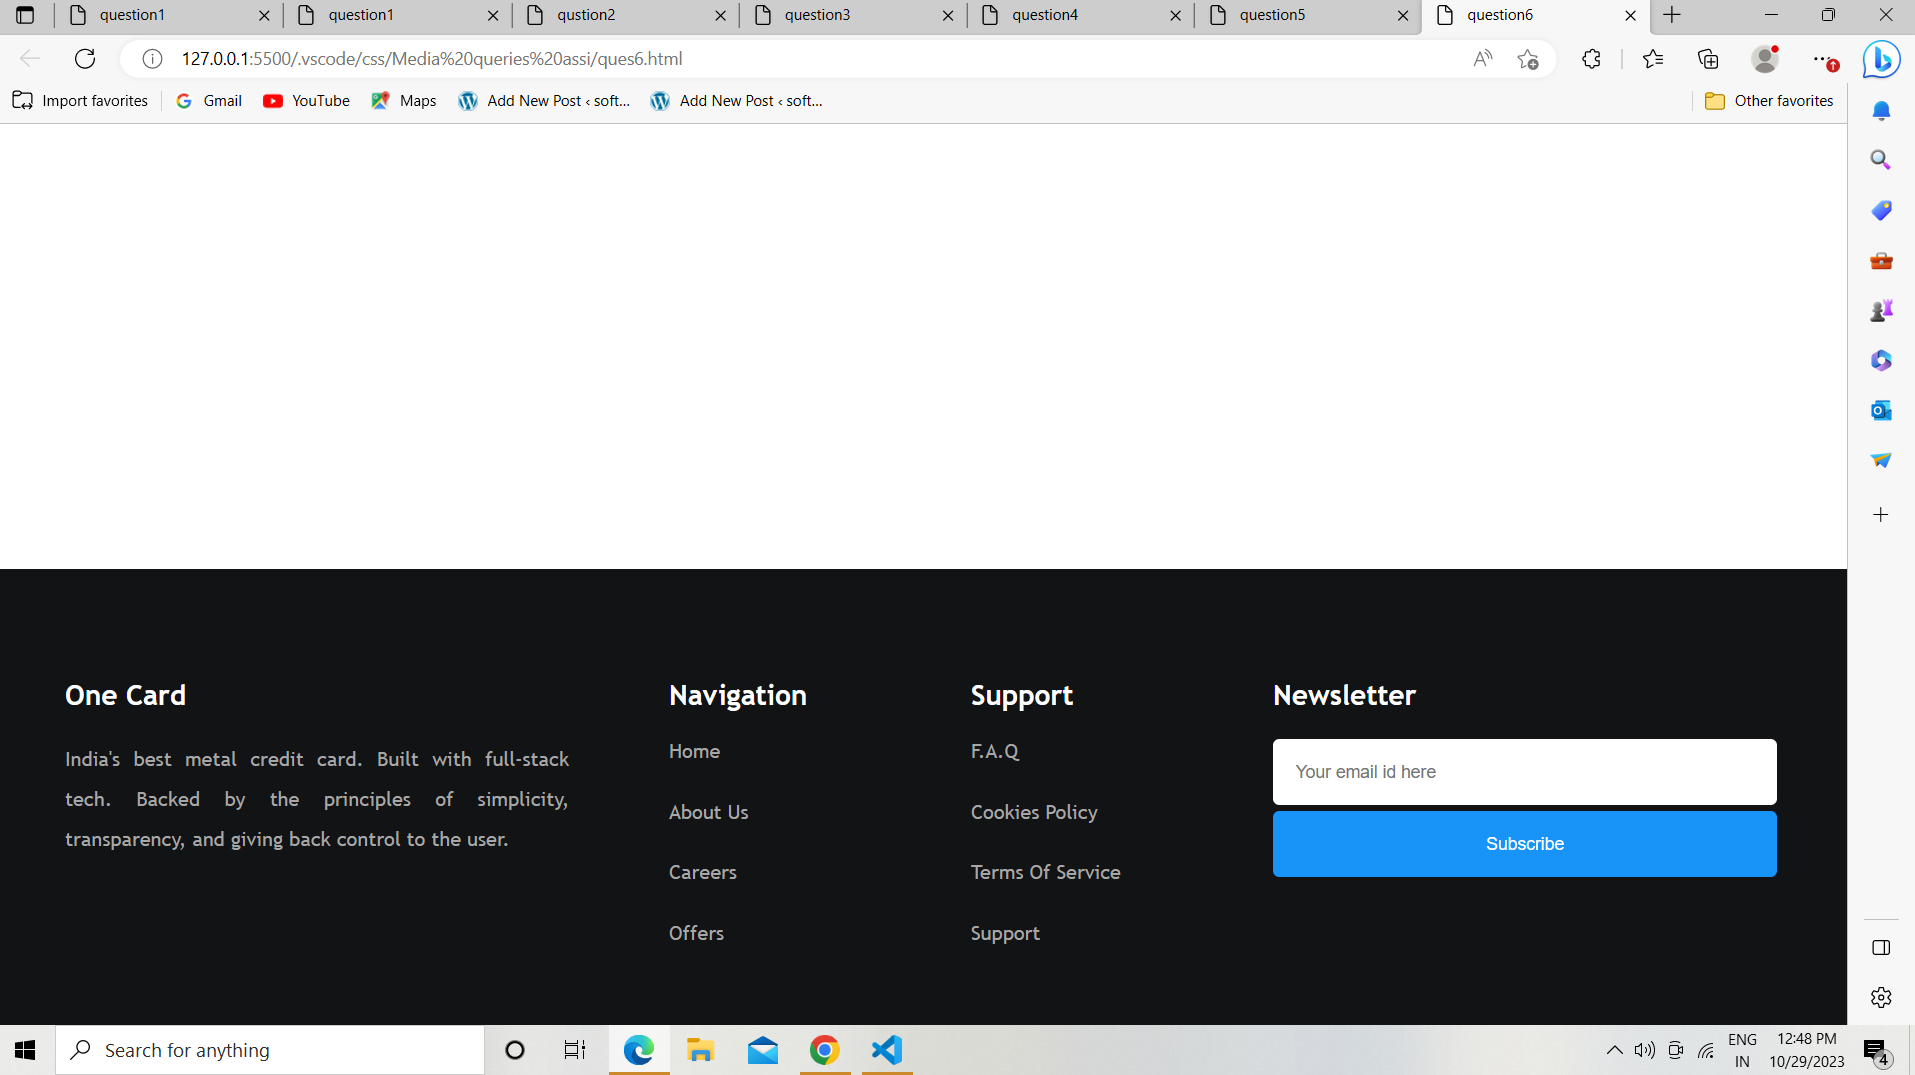 question1
question1
qustion2
question3
question4
question5
question6
127.0.0.1:5500/.vscode/css/Media%20queries%20assi/ques6.html
Import favorites
Gmail
YouTube
Maps
Add New Post ‹ soft...
Add New Post ‹ soft...
Other favorites
One Card
India's best metal credit card. Built with full-stack
tech. Backed by the principles of simplicity,
transparency, and giving back control to the user.
Navigation
Home
About Us
Careers
Offers
Support
F.A.Q
Cookies Policy
Terms Of Service
Support
Newsletter
Your email id here
Subscribe
Search for anything
ENG
IN
12:48 PM
10/29/2023
4